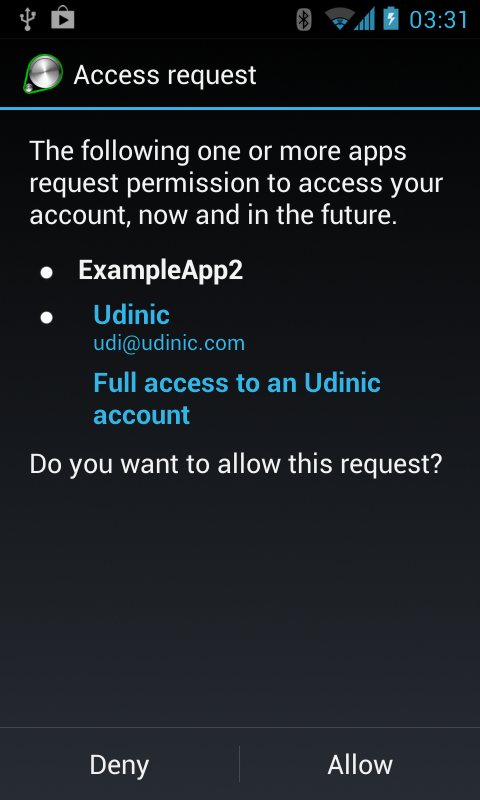 03:31
Access request
The following one or more apps
request permission to access your
account, now and in the future.
ExampleApp2
Udinic
udi@udinic.com
Full access to an Udinic
account
Do you want to allow this request?
Deny
Allow